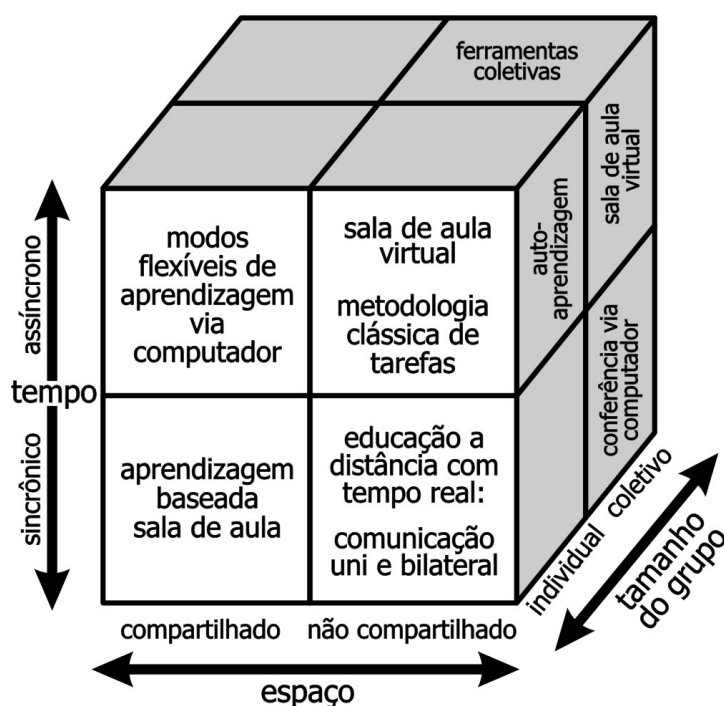 ferramentas
coletivas
sala de aula
virtual
auto-
aprendizagem
conferência via
computador
modos
flexíveis de
aprendizagem
via
computador
sala de aula
virtual
metodologia
clássica de
tarefas
assíncrono
tempo
sincrônico
aprendizagem
baseada
sala de aula
educação a
distância com
tempo real:
comunicação
uni e bilateral
compartilhado
não compartilhado
espaço
individual
coletivo
tamanho
do grupo